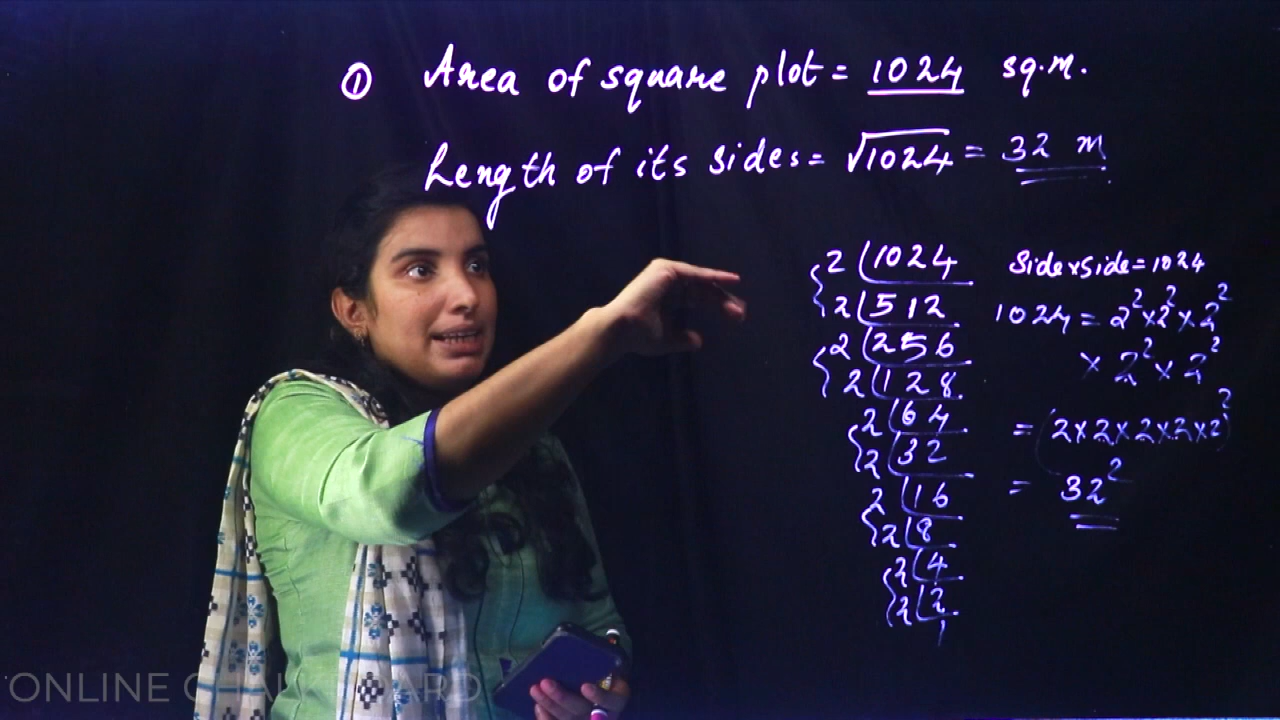 ① Area of square plot = 1024 sq.m.
Length of its sides = √1024 = 32 m
2 | 1024
2 | 512
2 | 256
2 | 128
2 | 64
2 | 32
2 | 16
2 | 8
2 | 4
2 | 2
1
Side × Side = 1024
1024 = 2² × 2² × 2²
× 2² × 2²
= (2×2×2×2×2)²
= 32²
ONLINE CHALKBOARD